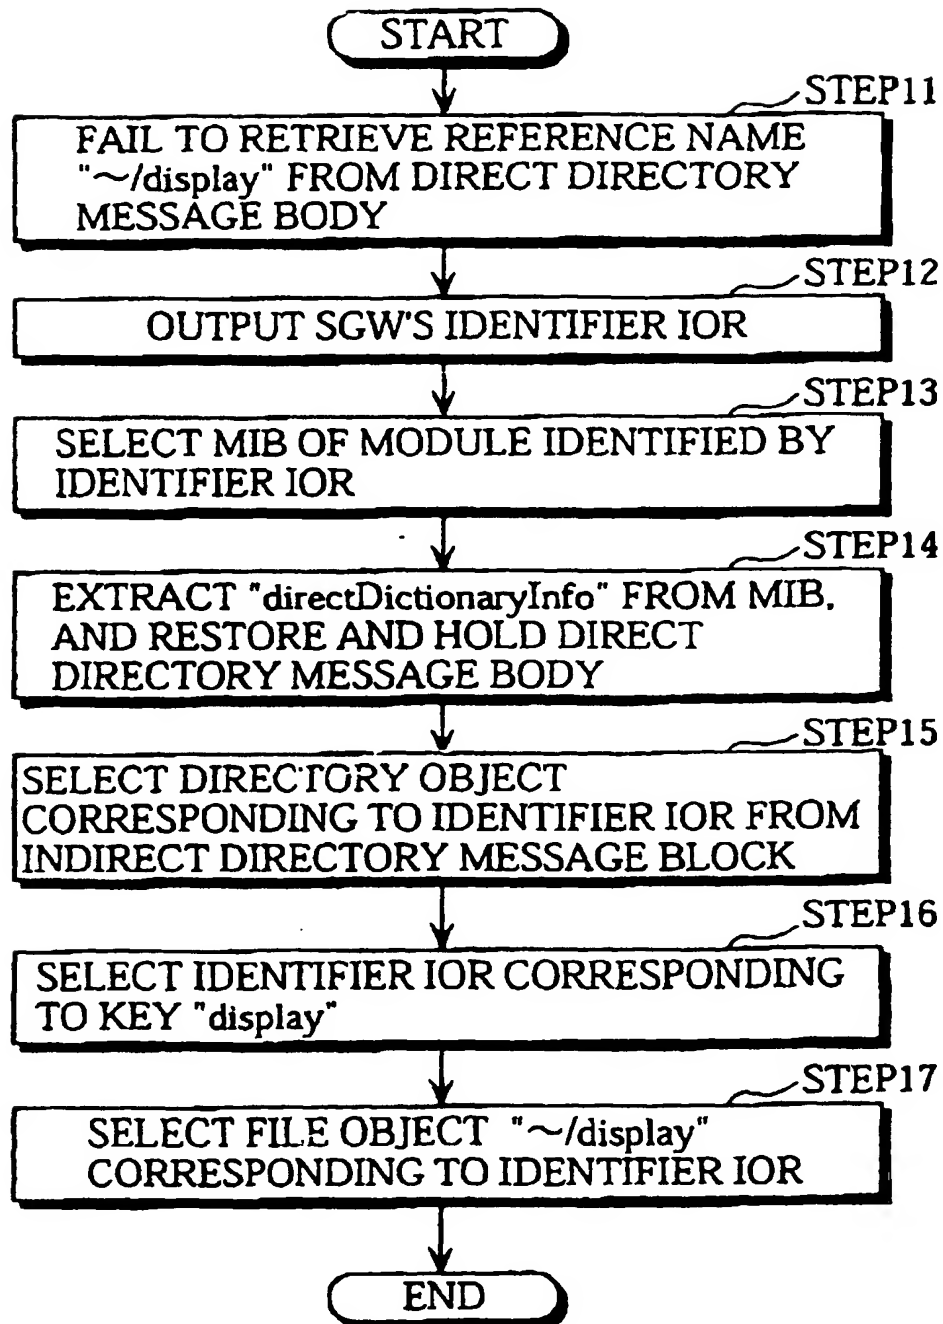 START
STEP11
FAIL TO RETRIEVE REFERENCE NAME
"~/display" FROM DIRECT DIRECTORY
MESSAGE BODY
STEP12
OUTPUT SGW'S IDENTIFIER IOR
STEP13
SELECT MIB OF MODULE IDENTIFIED BY
IDENTIFIER IOR
STEP14
EXTRACT "directDictionaryInfo" FROM MIB,
AND RESTORE AND HOLD DIRECT
DIRECTORY MESSAGE BODY
STEP15
SELECT DIRECTORY OBJECT
CORRESPONDING TO IDENTIFIER IOR FROM
INDIRECT DIRECTORY MESSAGE BLOCK
STEP16
SELECT IDENTIFIER IOR CORRESPONDING
TO KEY "display"
STEP17
SELECT FILE OBJECT "~/display"
CORRESPONDING TO IDENTIFIER IOR
END